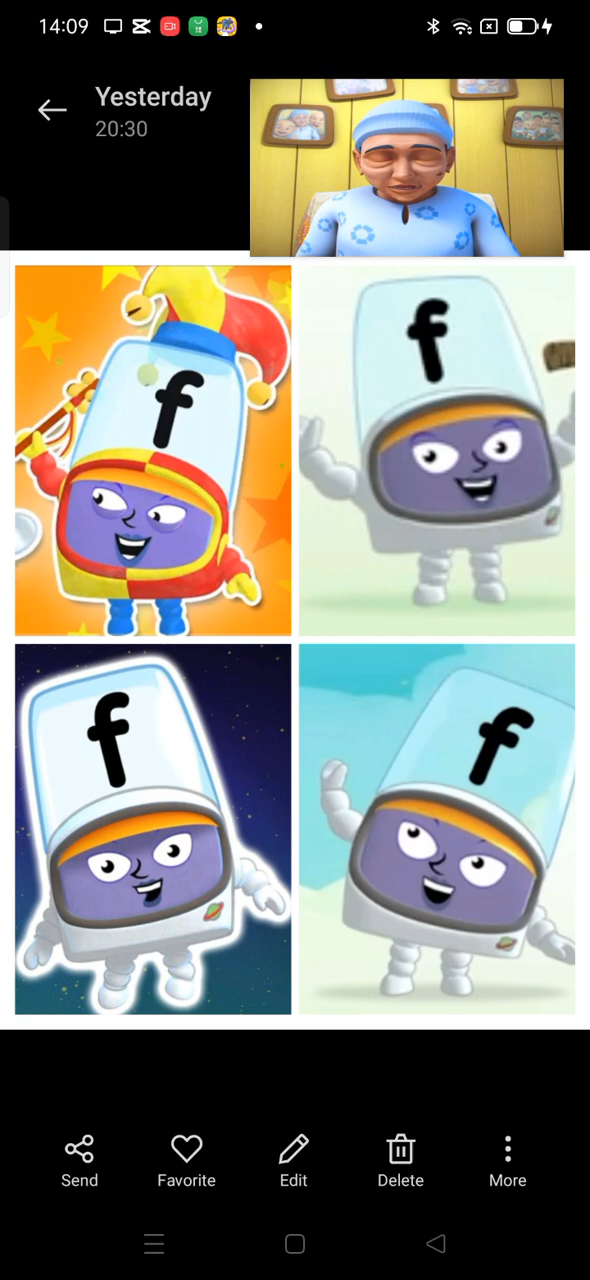 14:09
Yesterday
20:30
f
f
f
f
Send
Favorite
Edit
Delete
More